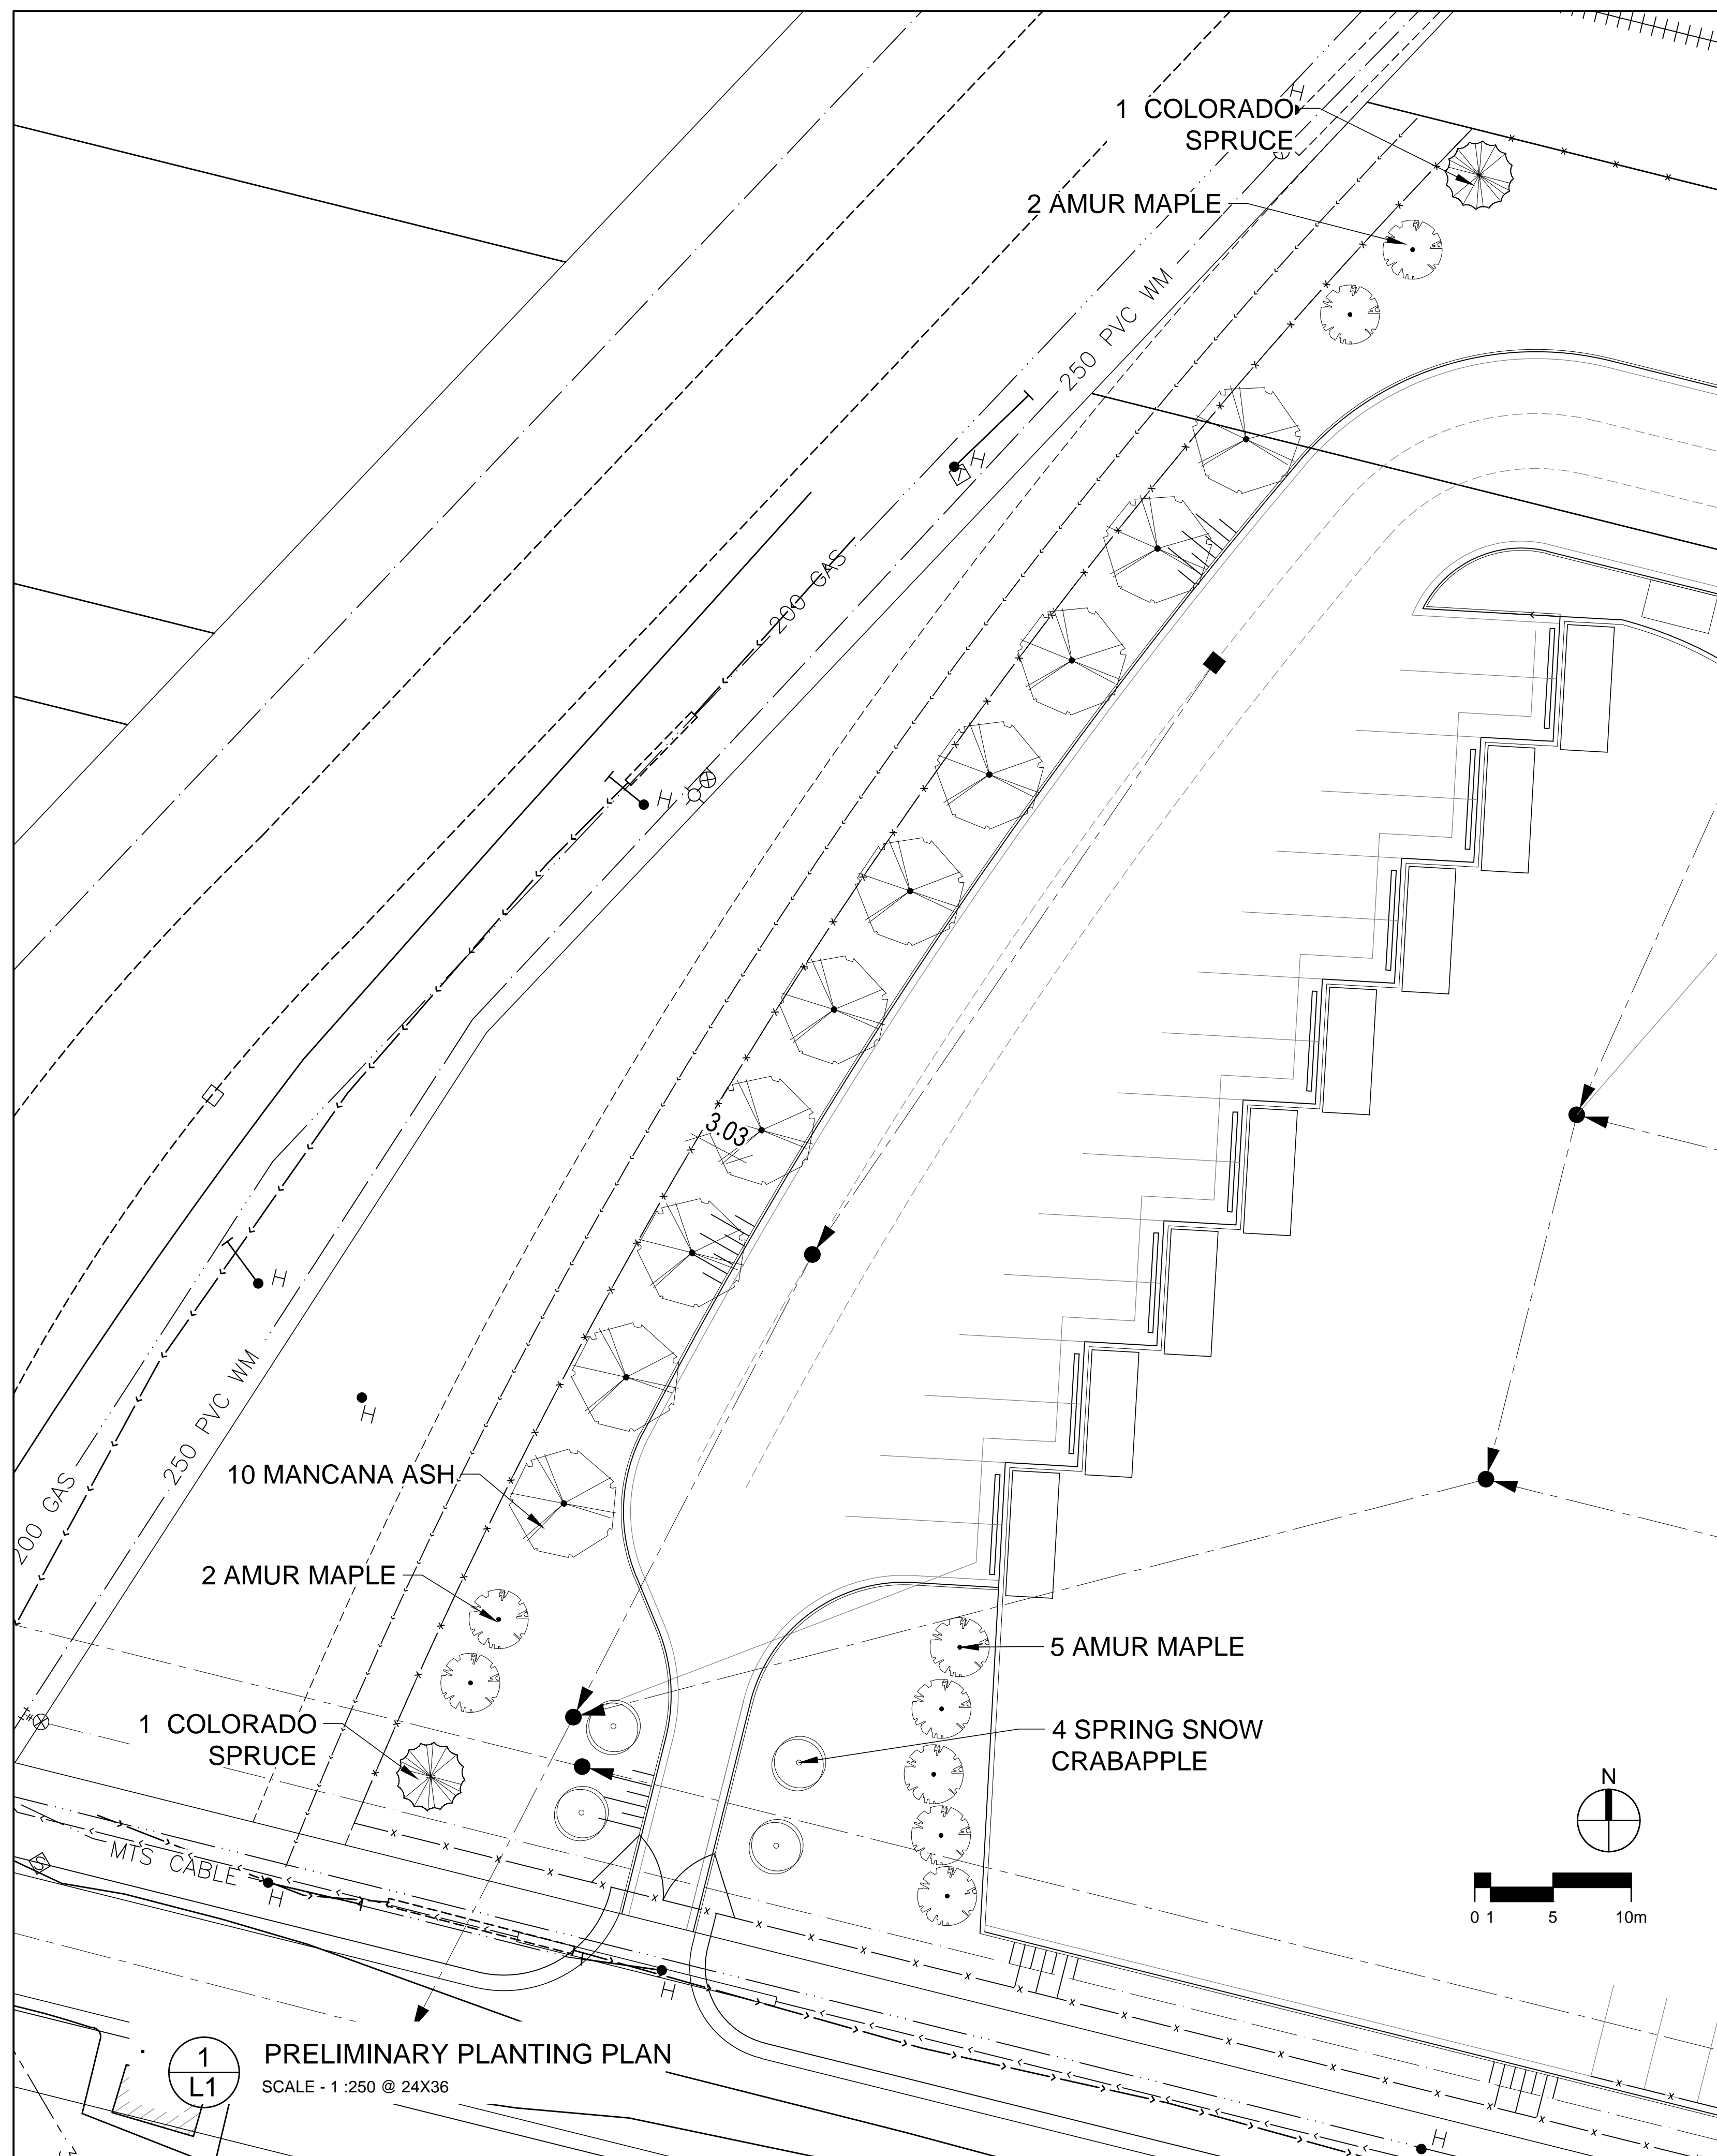 H
1 COLORADO
SPRUCE
2 AMUR MAPLE
250 PVC WM
H
200 GAS
H
3.03
H
250 PVC WM
H
10 MANCANA ASH
200 GAS
2 AMUR MAPLE
5 AMUR MAPLE
1 COLORADO
SPRUCE
4 SPRING SNOW
CRABAPPLE
N
MTS CABLE
S
H
0 1 5 10m
H
1
L1
PRELIMINARY PLANTING PLAN
SCALE - 1 :250 @ 24X36
H